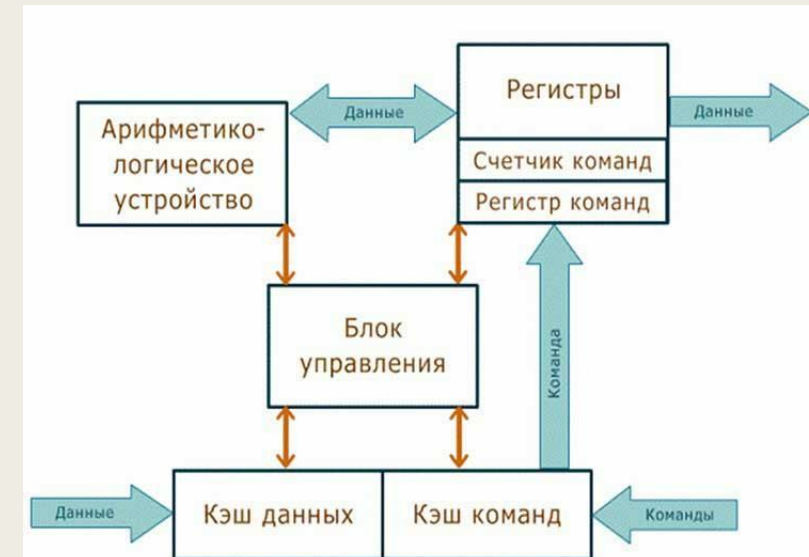 Данные
Регистры
Данные
Арифметико-
логическое
устройство
Счетчик команд
Регистр команд
Блок
управления
Команда
Данные
Кэш данных
Кэш команд
Команды